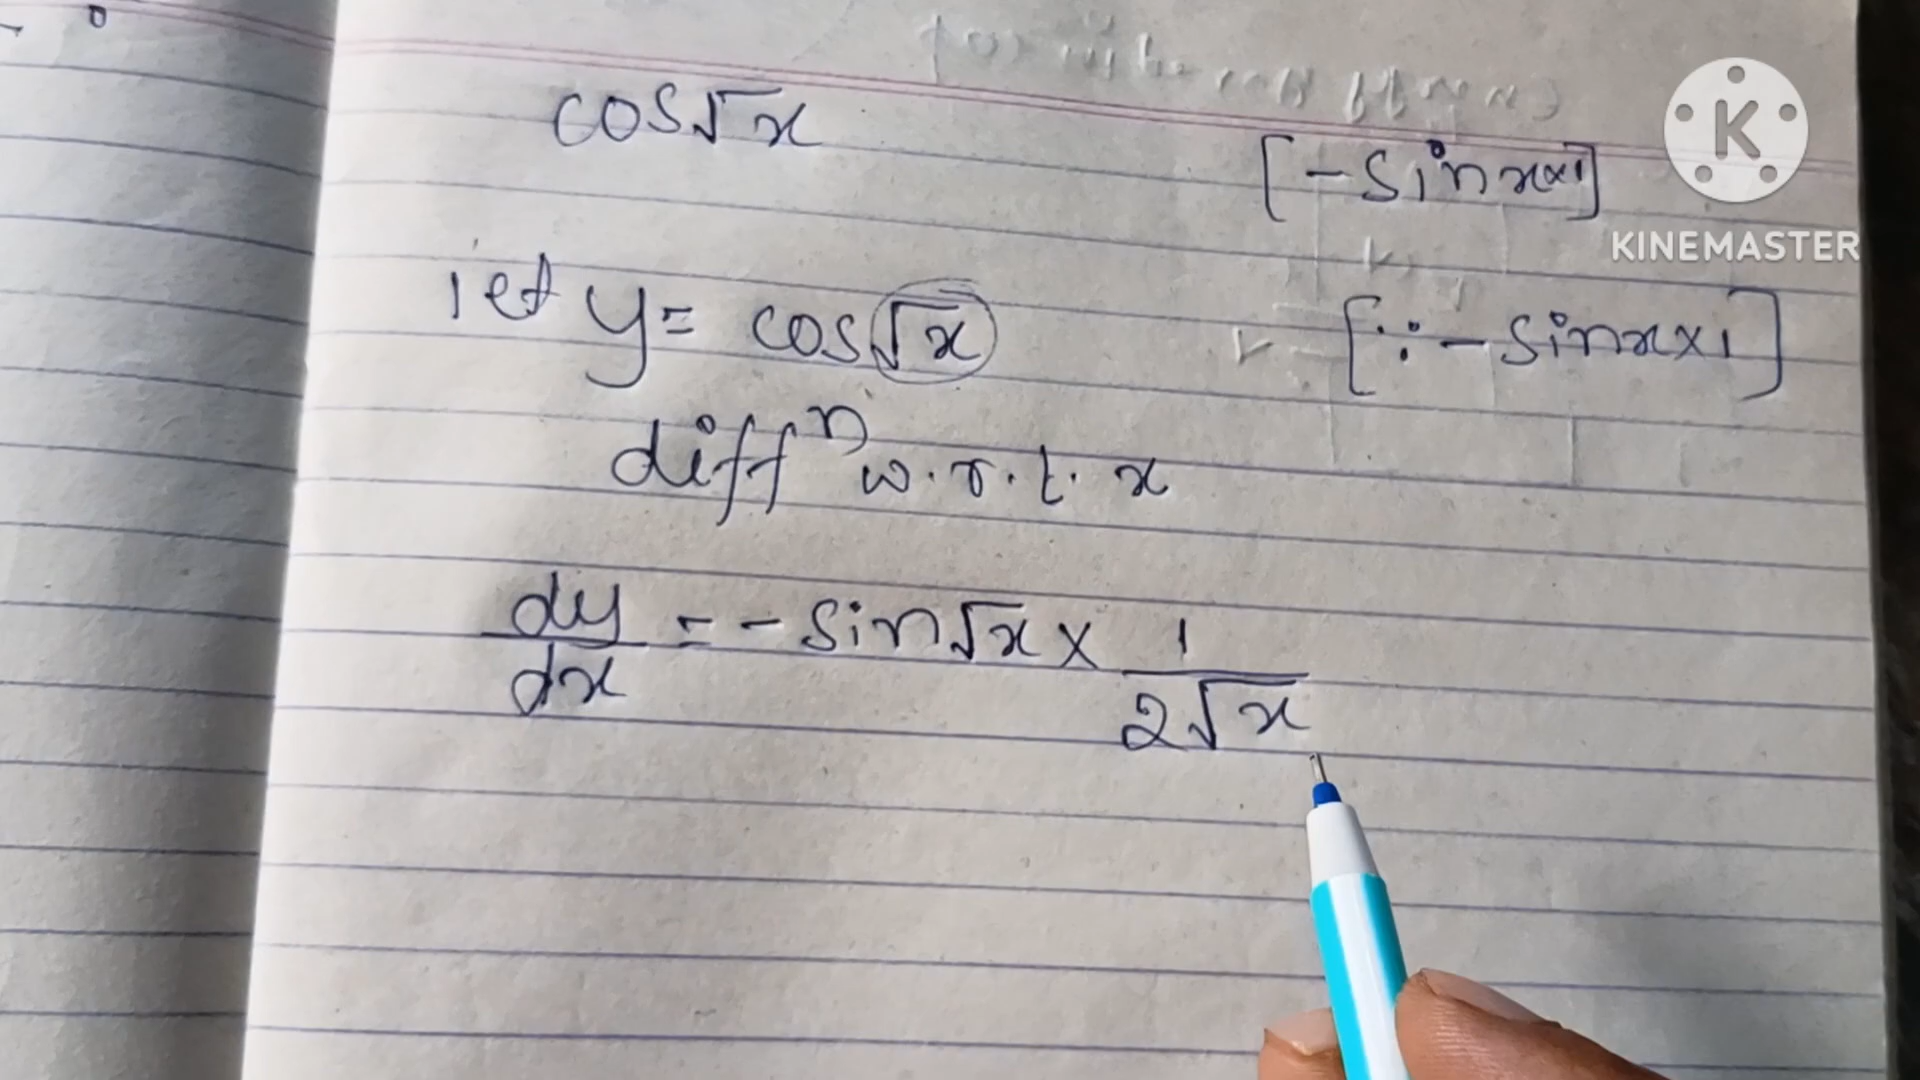 cos√x
[-sinx×1]
K
KINEMASTER
let y = cos√x
[∵ -sinx×1]
diffⁿ w.r.t. x
dy/dx = -sin√x × 1/2√x